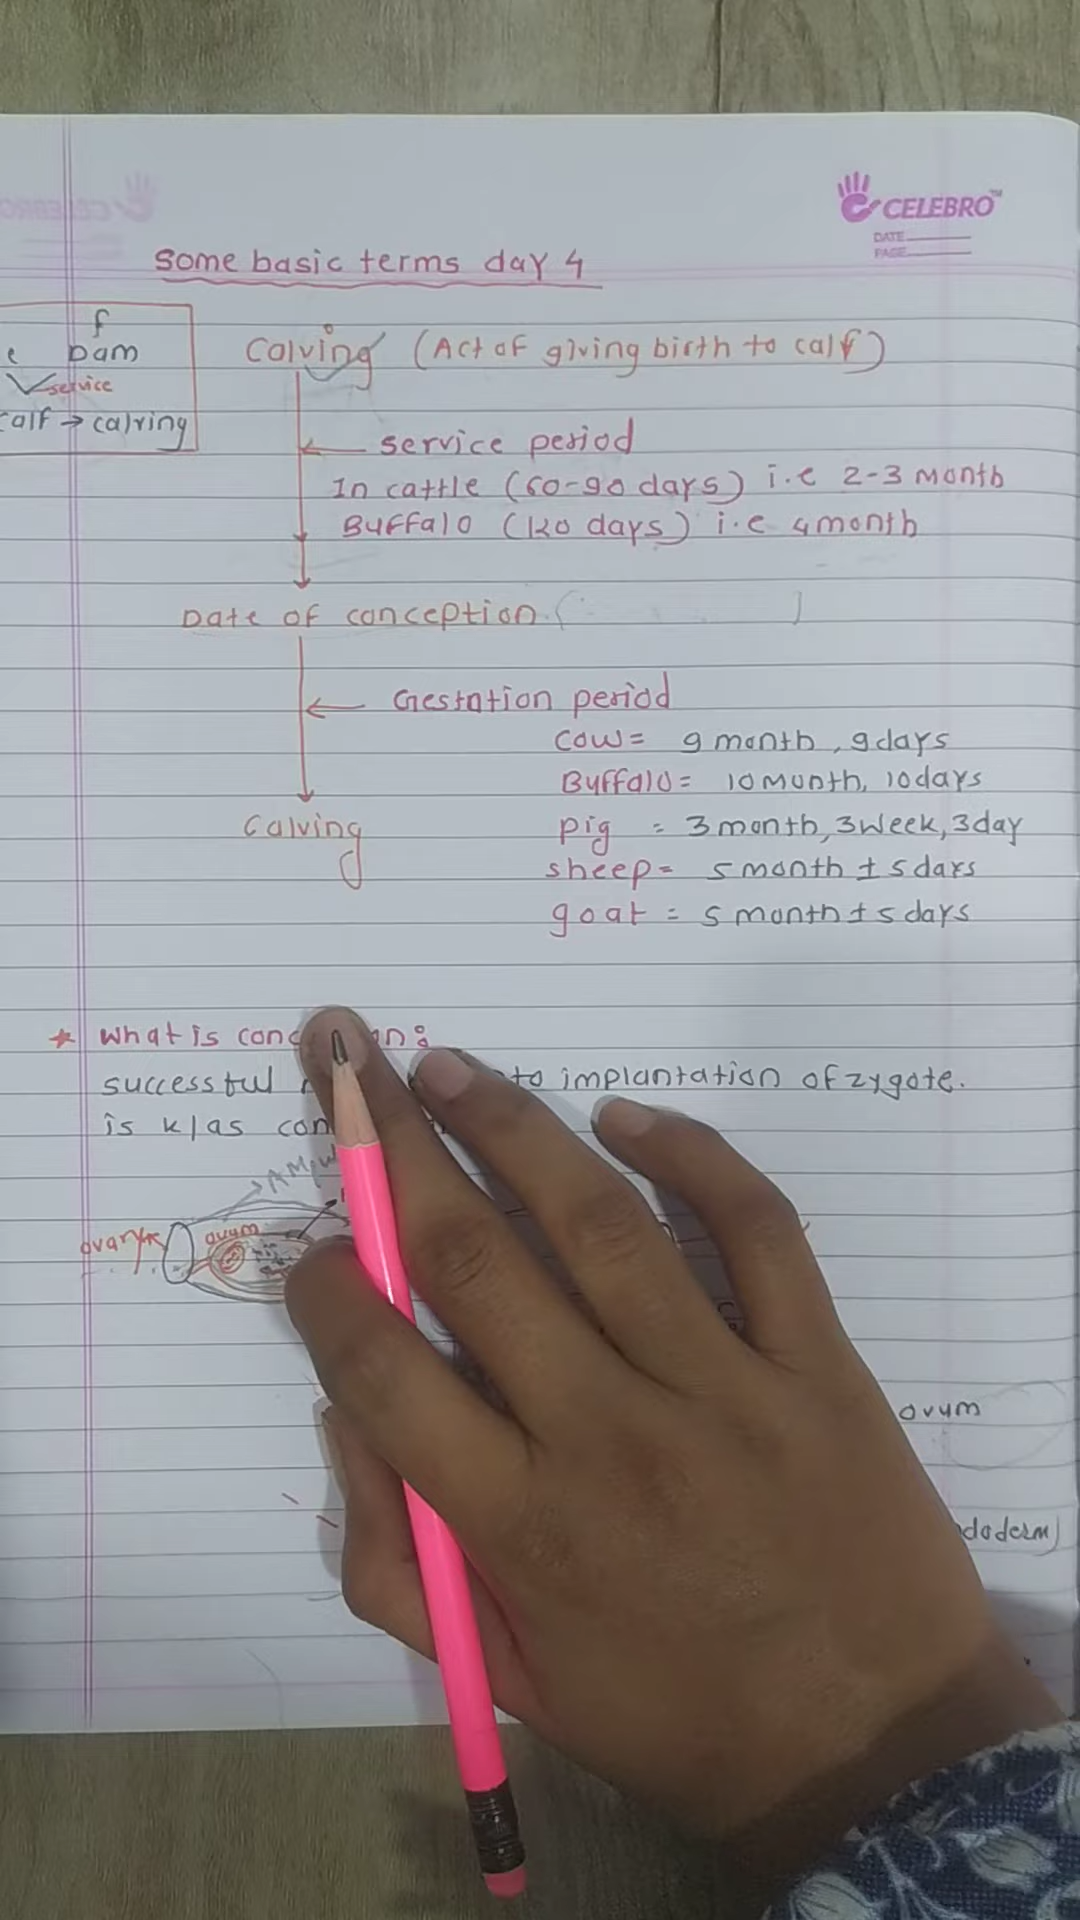 CELEBRO™
DATE
PAGE
Some basic terms day 4
f
e Dam
service
calf → calving
Calving (Act of giving birth to calf)
← service period
In cattle (60-90 days) i.e 2-3 month
Buffalo (120 days) i.e 4 month
Date of conception.
← Gestation period
Cow= 9 month, 9 days
Buffalo= 10 month, 10 days
Calving
pig = 3 month, 3 week, 3 day
sheep= 5 month ± 5 days
goat = 5 month ± 5 days
* What is
successful to implantation of zygote.
is k/as
ovary
ovum
ovum